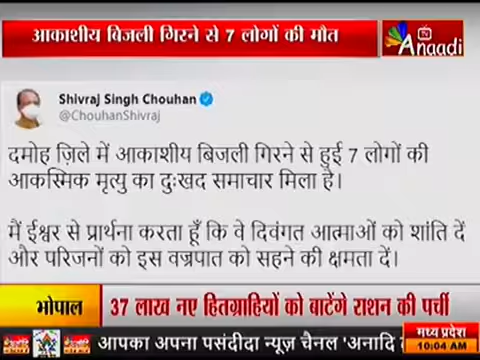 आकाशीय बिजली गिरने से 7 लोगों की मौत
TV
Anaadi
Shivraj Singh Chouhan
@ChouhanShivraj
दमोह ज़िले में आकाशीय बिजली गिरने से हुई 7 लोगों की
आकस्मिक मृत्यु का दुःखद समाचार मिला है।
मैं ईश्वर से प्रार्थना करता हूँ कि वे दिवंगत आत्माओं को शांति दें
और परिजनों को इस वज्रपात को सहने की क्षमता दें।
भोपाल
37 लाख नए हितग्राहियों को बाटेंगे राशन की पर्ची
मध्य प्रदेश
आपका अपना पसंदीदा न्यूज़ चैनल 'अनादि
10:04 AM